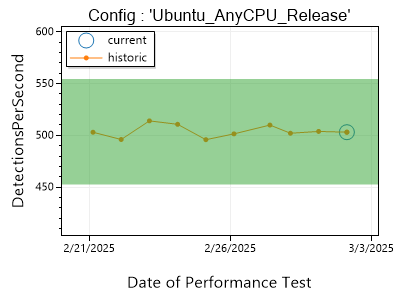 Config : 'Ubuntu_AnyCPU_Release'
current
historic
DetectionsPerSecond
600
550
500
450
2/21/2025
2/26/2025
3/3/2025
Date of Performance Test